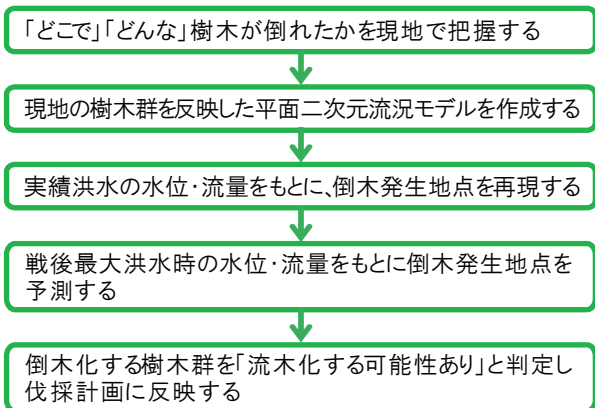 「どこで」「どんな」樹木が倒れたかを現地で把握する
現地の樹木群を反映した平面二次元流況モデルを作成する
実績洪水の水位・流量をもとに、倒木発生地点を再現する
戦後最大洪水時の水位・流量をもとに倒木発生地点を
予測する
倒木化する樹木群を「流木化する可能性あり」と判定し
伐採計画に反映する